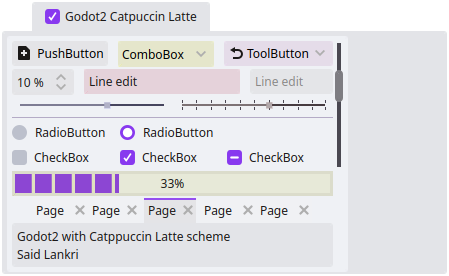 Godot2 Catpuccin Latte
PushButton ComboBox ToolButton
10 % Line edit Line edit
RadioButton RadioButton
CheckBox CheckBox CheckBox
33%
Page Page Page Page Page
Godot2 with Catppuccin Latte scheme
Said Lankri